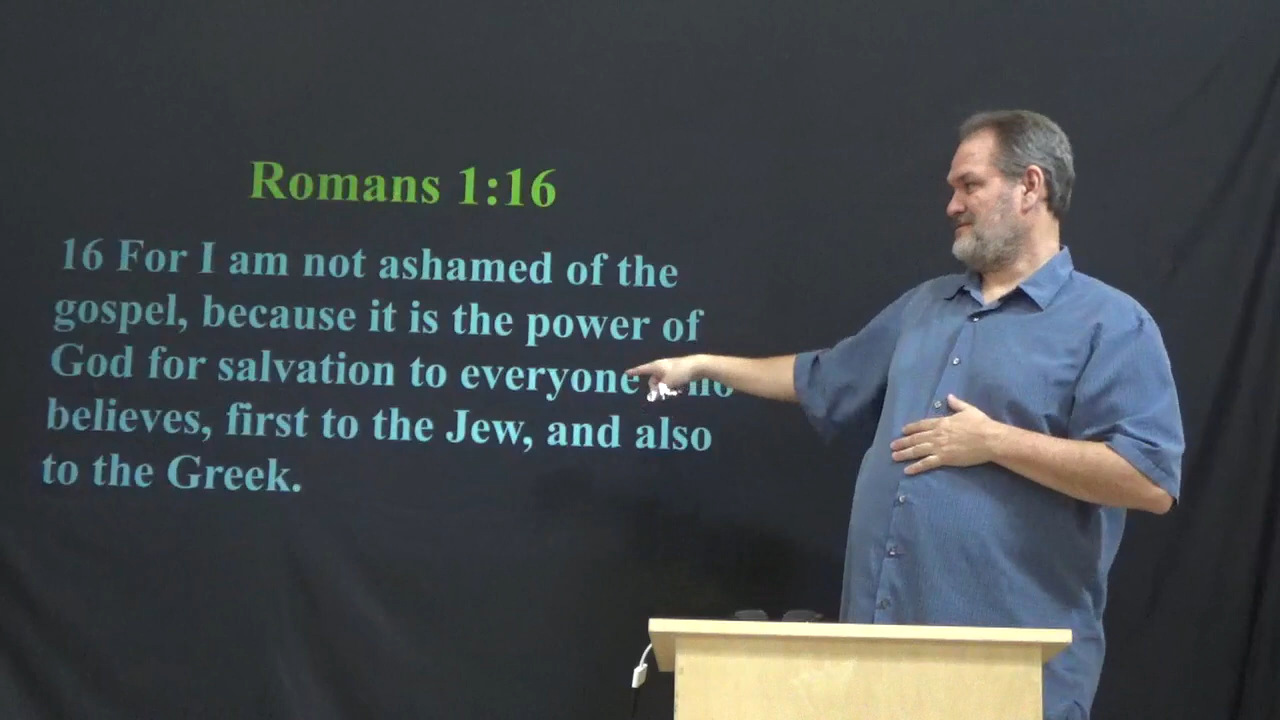 Romans 1:16
16 For I am not ashamed of the
gospel, because it is the power of
God for salvation to everyone
believes, first to the Jew, and also
to the Greek.